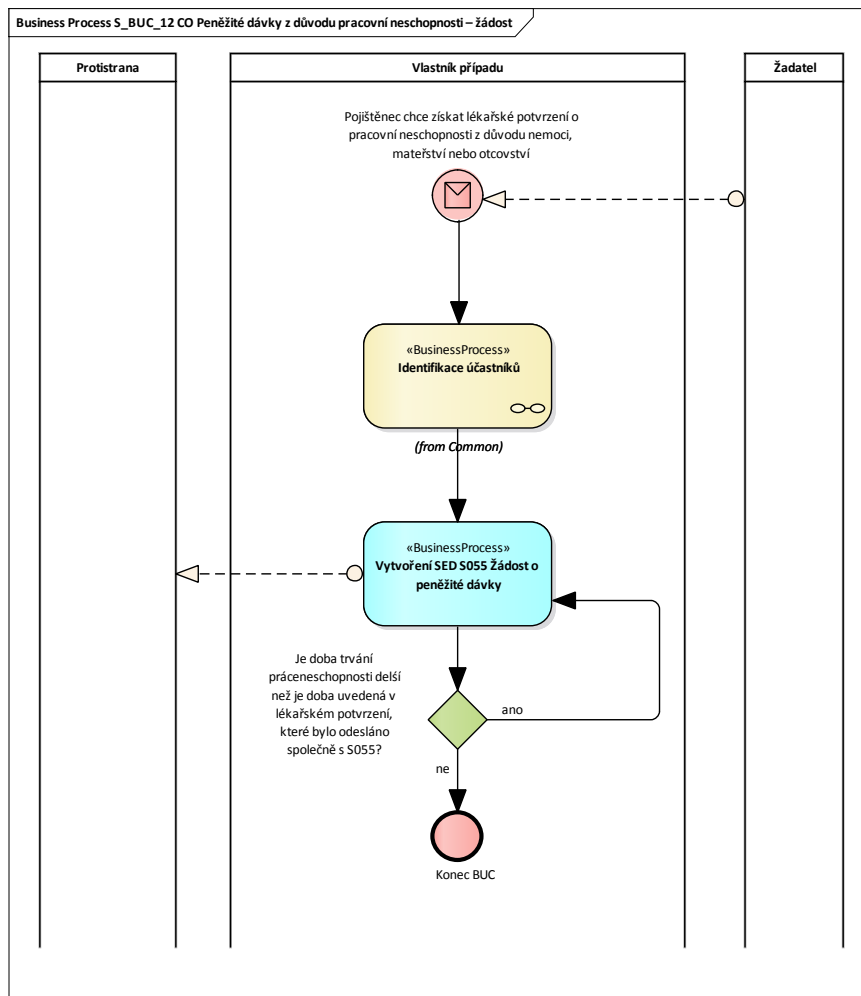 Business Process S_BUC_12 CO Peněžité dávky z důvodu pracovní neschopnosti – žádost
Protistrana
Vlastník případu
Žadatel
Pojištěnec chce získat lékařské potvrzení o
pracovní neschopnosti z důvodu nemoci,
mateřství nebo otcovství
«BusinessProcess»
Identifikace účastníků
(from Common)
«BusinessProcess»
Vytvoření SED S055 Žádost o
peněžité dávky
Je doba trvání
práceneschopnosti delší
než je doba uvedená v
lékařském potvrzení,
které bylo odesláno
společně s S055?
ano
ne
Konec BUC